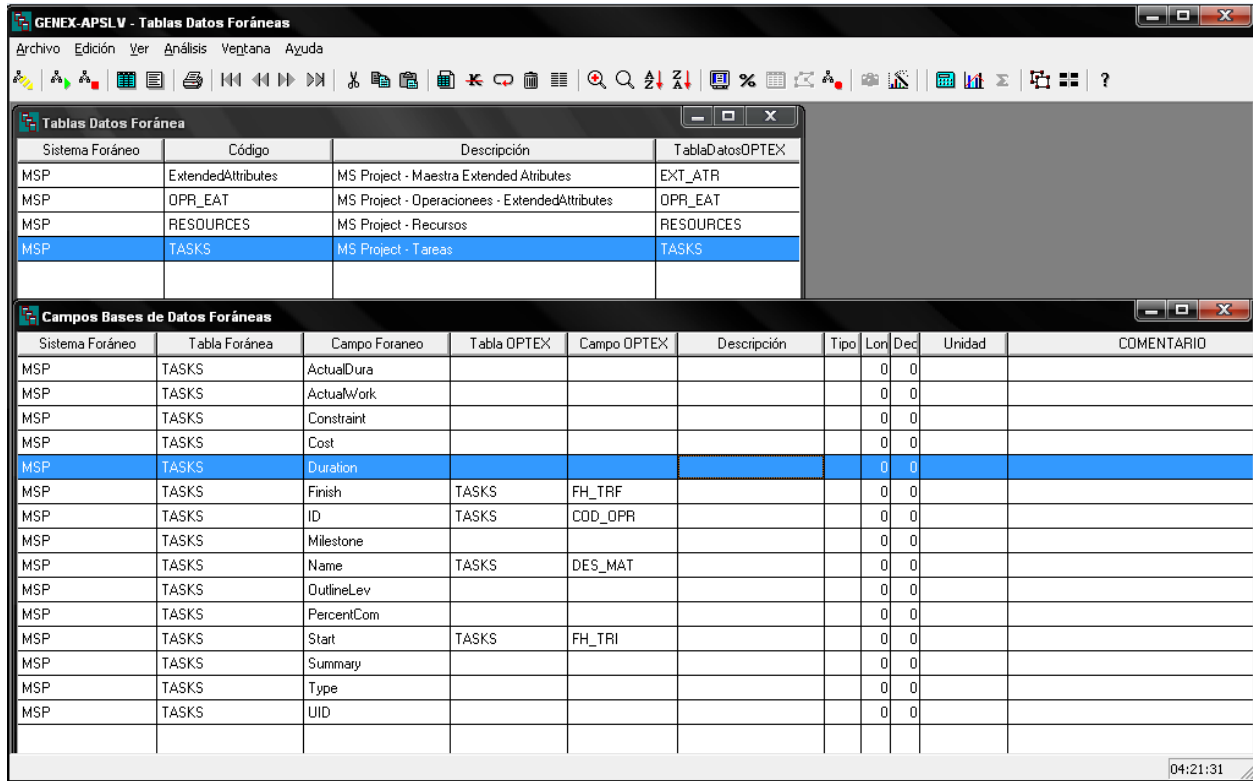 GENEX-APSLV - Tablas Datos Foráneas
Archivo Edición Ver Análisis Ventana Ayuda
Tablas Datos Foránea
Sistema Foráneo Código Descripción TablaDatosOPTEX
MSP ExtendedAttributes MS Project - Maestra Extended Atributes EXT_ATR
MSP OPR_EAT MS Project - Operacionees - ExtendedAttributes OPR_EAT
MSP RESOURCES MS Project - Recursos RESOURCES
MSP TASKS MS Project - Tareas TASKS
Campos Bases de Datos Foráneas
Sistema Foráneo Tabla Foránea Campo Foraneo Tabla OPTEX Campo OPTEX Descripción Tipo Lon Dec Unidad COMENTARIO
MSP TASKS ActualDura 0 0
MSP TASKS ActualWork 0 0
MSP TASKS Constraint 0 0
MSP TASKS Cost 0 0
MSP TASKS Duration 0 0
MSP TASKS Finish TASKS FH_TRF 0 0
MSP TASKS ID TASKS COD_OPR 0 0
MSP TASKS Milestone 0 0
MSP TASKS Name TASKS DES_MAT 0 0
MSP TASKS OutlineLev 0 0
MSP TASKS PercentCom 0 0
MSP TASKS Start TASKS FH_TRI 0 0
MSP TASKS Summary 0 0
MSP TASKS Type 0 0
MSP TASKS UID 0 0
04:21:31